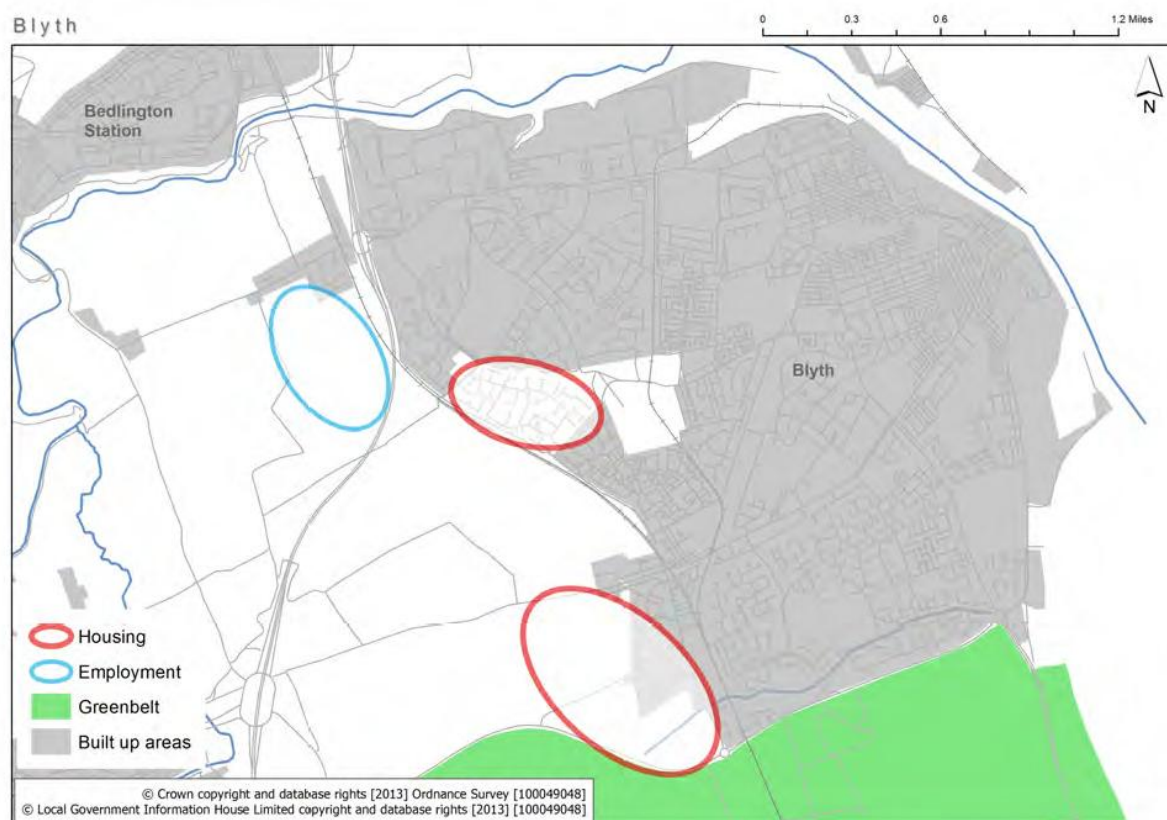 Blyth
0 0.3 0.6 1.2 Miles
N
Bedlington
Station
Blyth
Housing
Employment
Greenbelt
Built up areas
© Crown copyright and database rights [2013] Ordnance Survey [100049048]
© Local Government Information House Limited copyright and database rights [2013] [100049048]